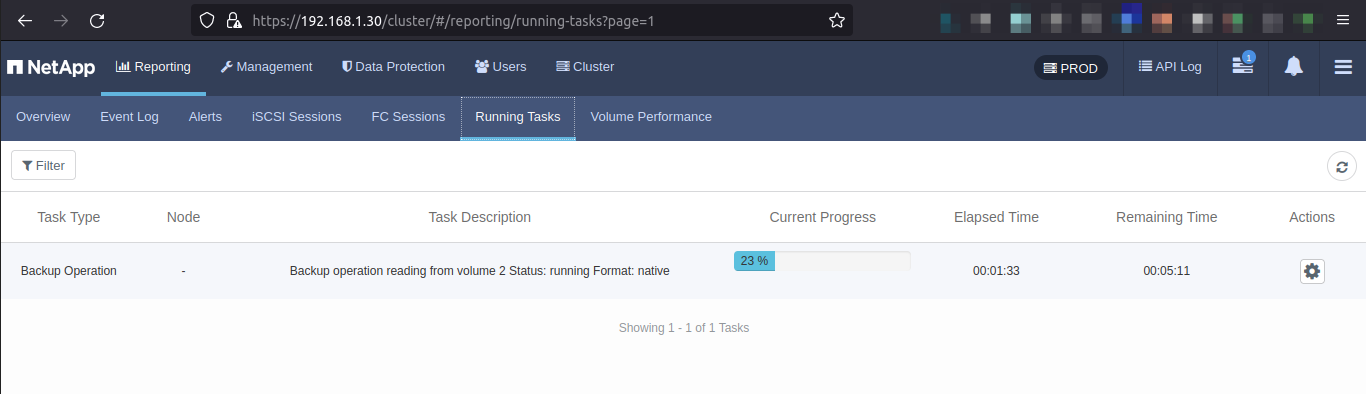 https://192.168.1.30/cluster/#/reporting/running-tasks?page=1
NetApp Reporting Management Data Protection Users Cluster PROD API Log 1
Overview Event Log Alerts iSCSI Sessions FC Sessions Running Tasks Volume Performance
Filter
Task Type Node Task Description Current Progress Elapsed Time Remaining Time Actions
Backup Operation - Backup operation reading from volume 2 Status: running Format: native 23 % 00:01:33 00:05:11
Showing 1 - 1 of 1 Tasks